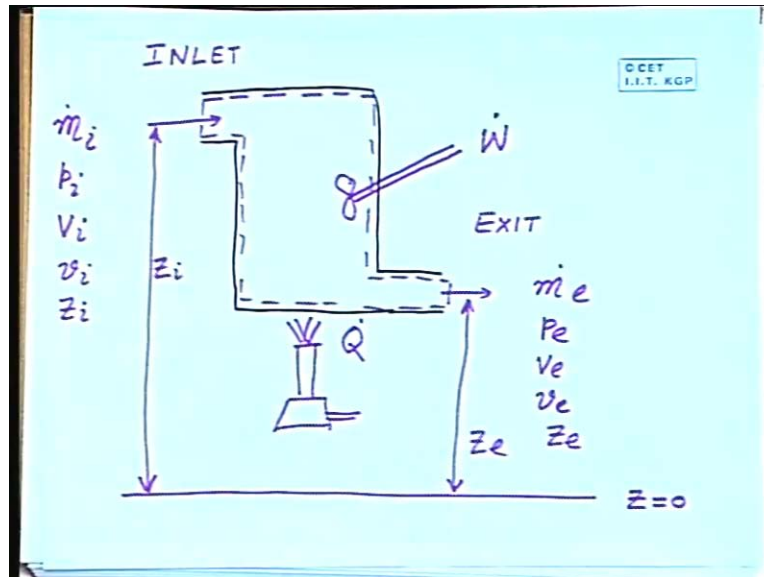 INLET
© CET
I.I.T. KGP
ṁi
pi
Vi
vi
Zi
Zi
Ẇ
EXIT
ṁe
pe
Ve
ve
Ze
Q̇
Ze
Z=0